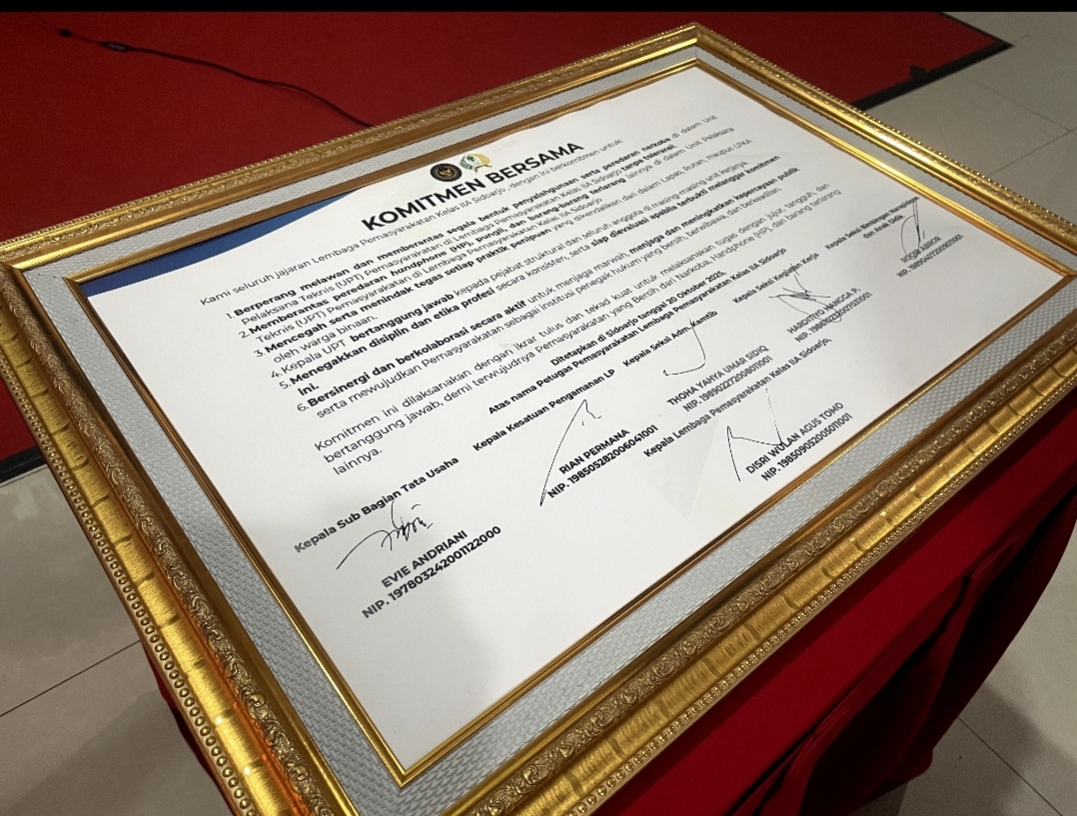 KOMITMEN BERSAMA
Kami seluruh jajaran Lembaga Pemasyarakatan Kelas IIA Sidoarjo, dengan ini berkomitmen untuk:
1. Berperang melawan dan memberantas segala bentuk penyalahgunaan serta peredaran narkoba di dalam Unit
Pelaksana Teknis (UPT) Pemasyarakatan di Lembaga Pemasyarakatan Kelas IIA Sidoarjo tanpa toleransi.
2. Memberantas peredaran handphone (HP), pungli, dan barang-barang terlarang lainnya di dalam Unit Pelaksana
Teknis (UPT) Pemasyarakatan di Lembaga Pemasyarakatan Kelas IIA Sidoarjo
3. Mencegah serta menindak tegas setiap praktik penipuan yang dikendalikan dari dalam Lapas, Rutan, maupun LPKA
oleh warga binaan.
4. Kepala UPT bertanggung jawab kepada pejabat struktural dan seluruh anggota di masing-masing unit kerjanya
5. Menegakkan disiplin dan etika profesi secara konsisten, serta siap dievaluasi apabila terbukti melanggar komitmen
ini.
6. Bersinergi dan berkolaborasi secara aktif untuk menjaga marwah, menjaga dan meningkatkan kepercayaan publik
serta mewujudkan Pemasyarakatan sebagai institusi penegak hukum yang bersih, berwibawa, dan berkeadilan.
Komitmen ini dilaksanakan dengan ikrar tulus dan tekad kuat untuk melaksanakan tugas dengan jujur, tangguh, dan
bertanggung jawab, demi terwujudnya Pemasyarakatan yang Bersih dari Narkoba, Handphone (HP), dan barang terlarang
lainnya.
Ditetapkan di Sidoarjo tanggal 20 Oktober 2025,
Atas nama Petugas Lembaga Pemasyarakatan Kelas IIA Sidoarjo
Kepala Sub Bagian Tata Usaha
EVIE ANDRIANI
NIP. 197803242001122000
Kepala Kesatuan Pengamanan LP
RIAN PERMANA
NIP. 198505282006041001
Kepala Seksi Adm. Kamtib
THOHA YAHYA UMAR SIDIQ
NIP. 198902272008011001
Kepala Seksi Kegiatan Kerja
HARDITYO HANGGA P.
Kepala Seksi Bimbingan Narapidana
dan Anak Didik
Kepala Lembaga Pemasyarakatan Kelas IIA Sidoarjo,
DISRI WULAN AGUS TOMO
NIP. 198509052005011001